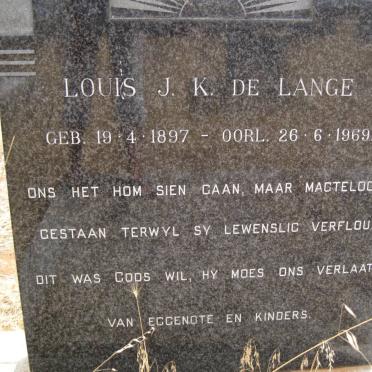 LOUIS J. K. DE LANGE
GEB. 19·4·1897 – OORL. 26·6·1969
ONS HET HOM SIEN GAAN, MAAR MAGTELOO
GESTAAN TERWYL SY LEWENSLIG VERFLOU
DIT WAS GODS WIL, HY MOES ONS VERLAAT
VAN EGGENOTE EN KINDERS.